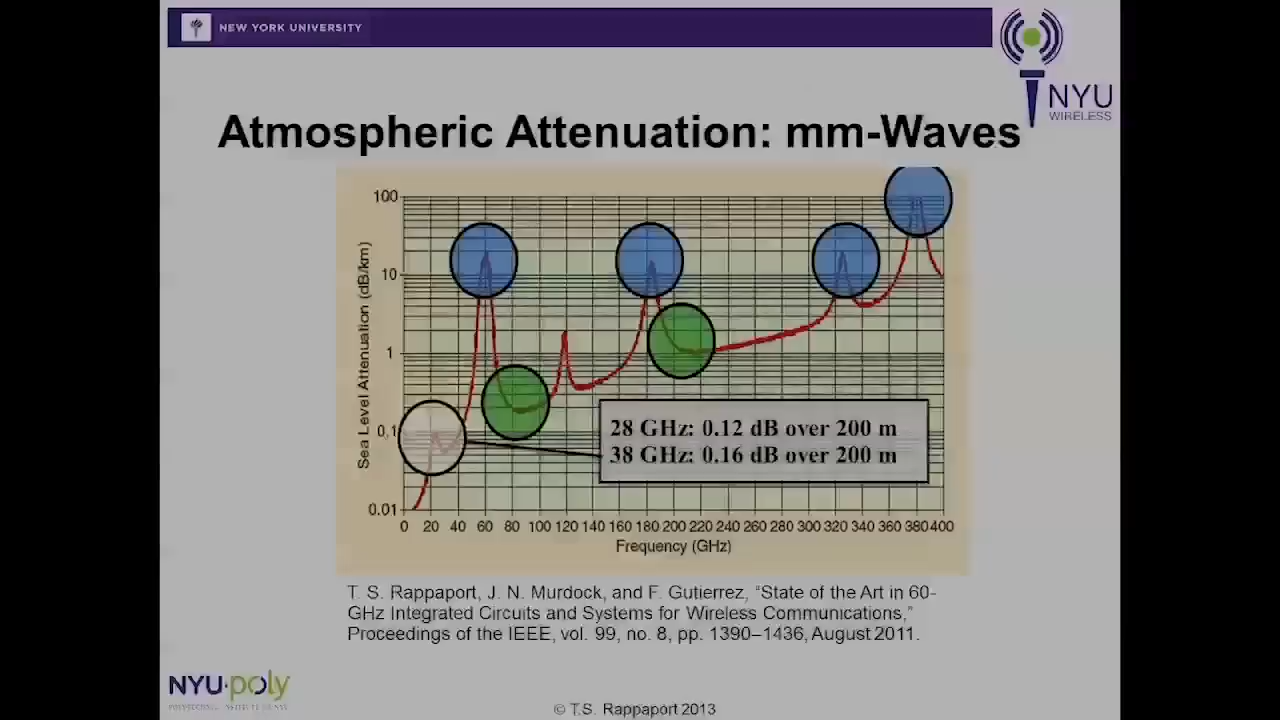 NEW YORK UNIVERSITY
NYU
WIRELESS
Atmospheric Attenuation: mm-Waves
Sea Level Attenuation (dB/km)
100
10
1
0,1
0.01
28 GHz: 0.12 dB over 200 m
38 GHz: 0.16 dB over 200 m
0 20 40 60 80 100 120 140 160 180 200 220 240 260 280 300 320 340 360 380 400
Frequency (GHz)
T. S. Rappaport, J. N. Murdock, and F. Gutierrez, “State of the Art in 60-
GHz Integrated Circuits and Systems for Wireless Communications,”
Proceedings of the IEEE, vol. 99, no. 8, pp. 1390–1436, August 2011.
NYU·poly
© T.S. Rappaport 2013